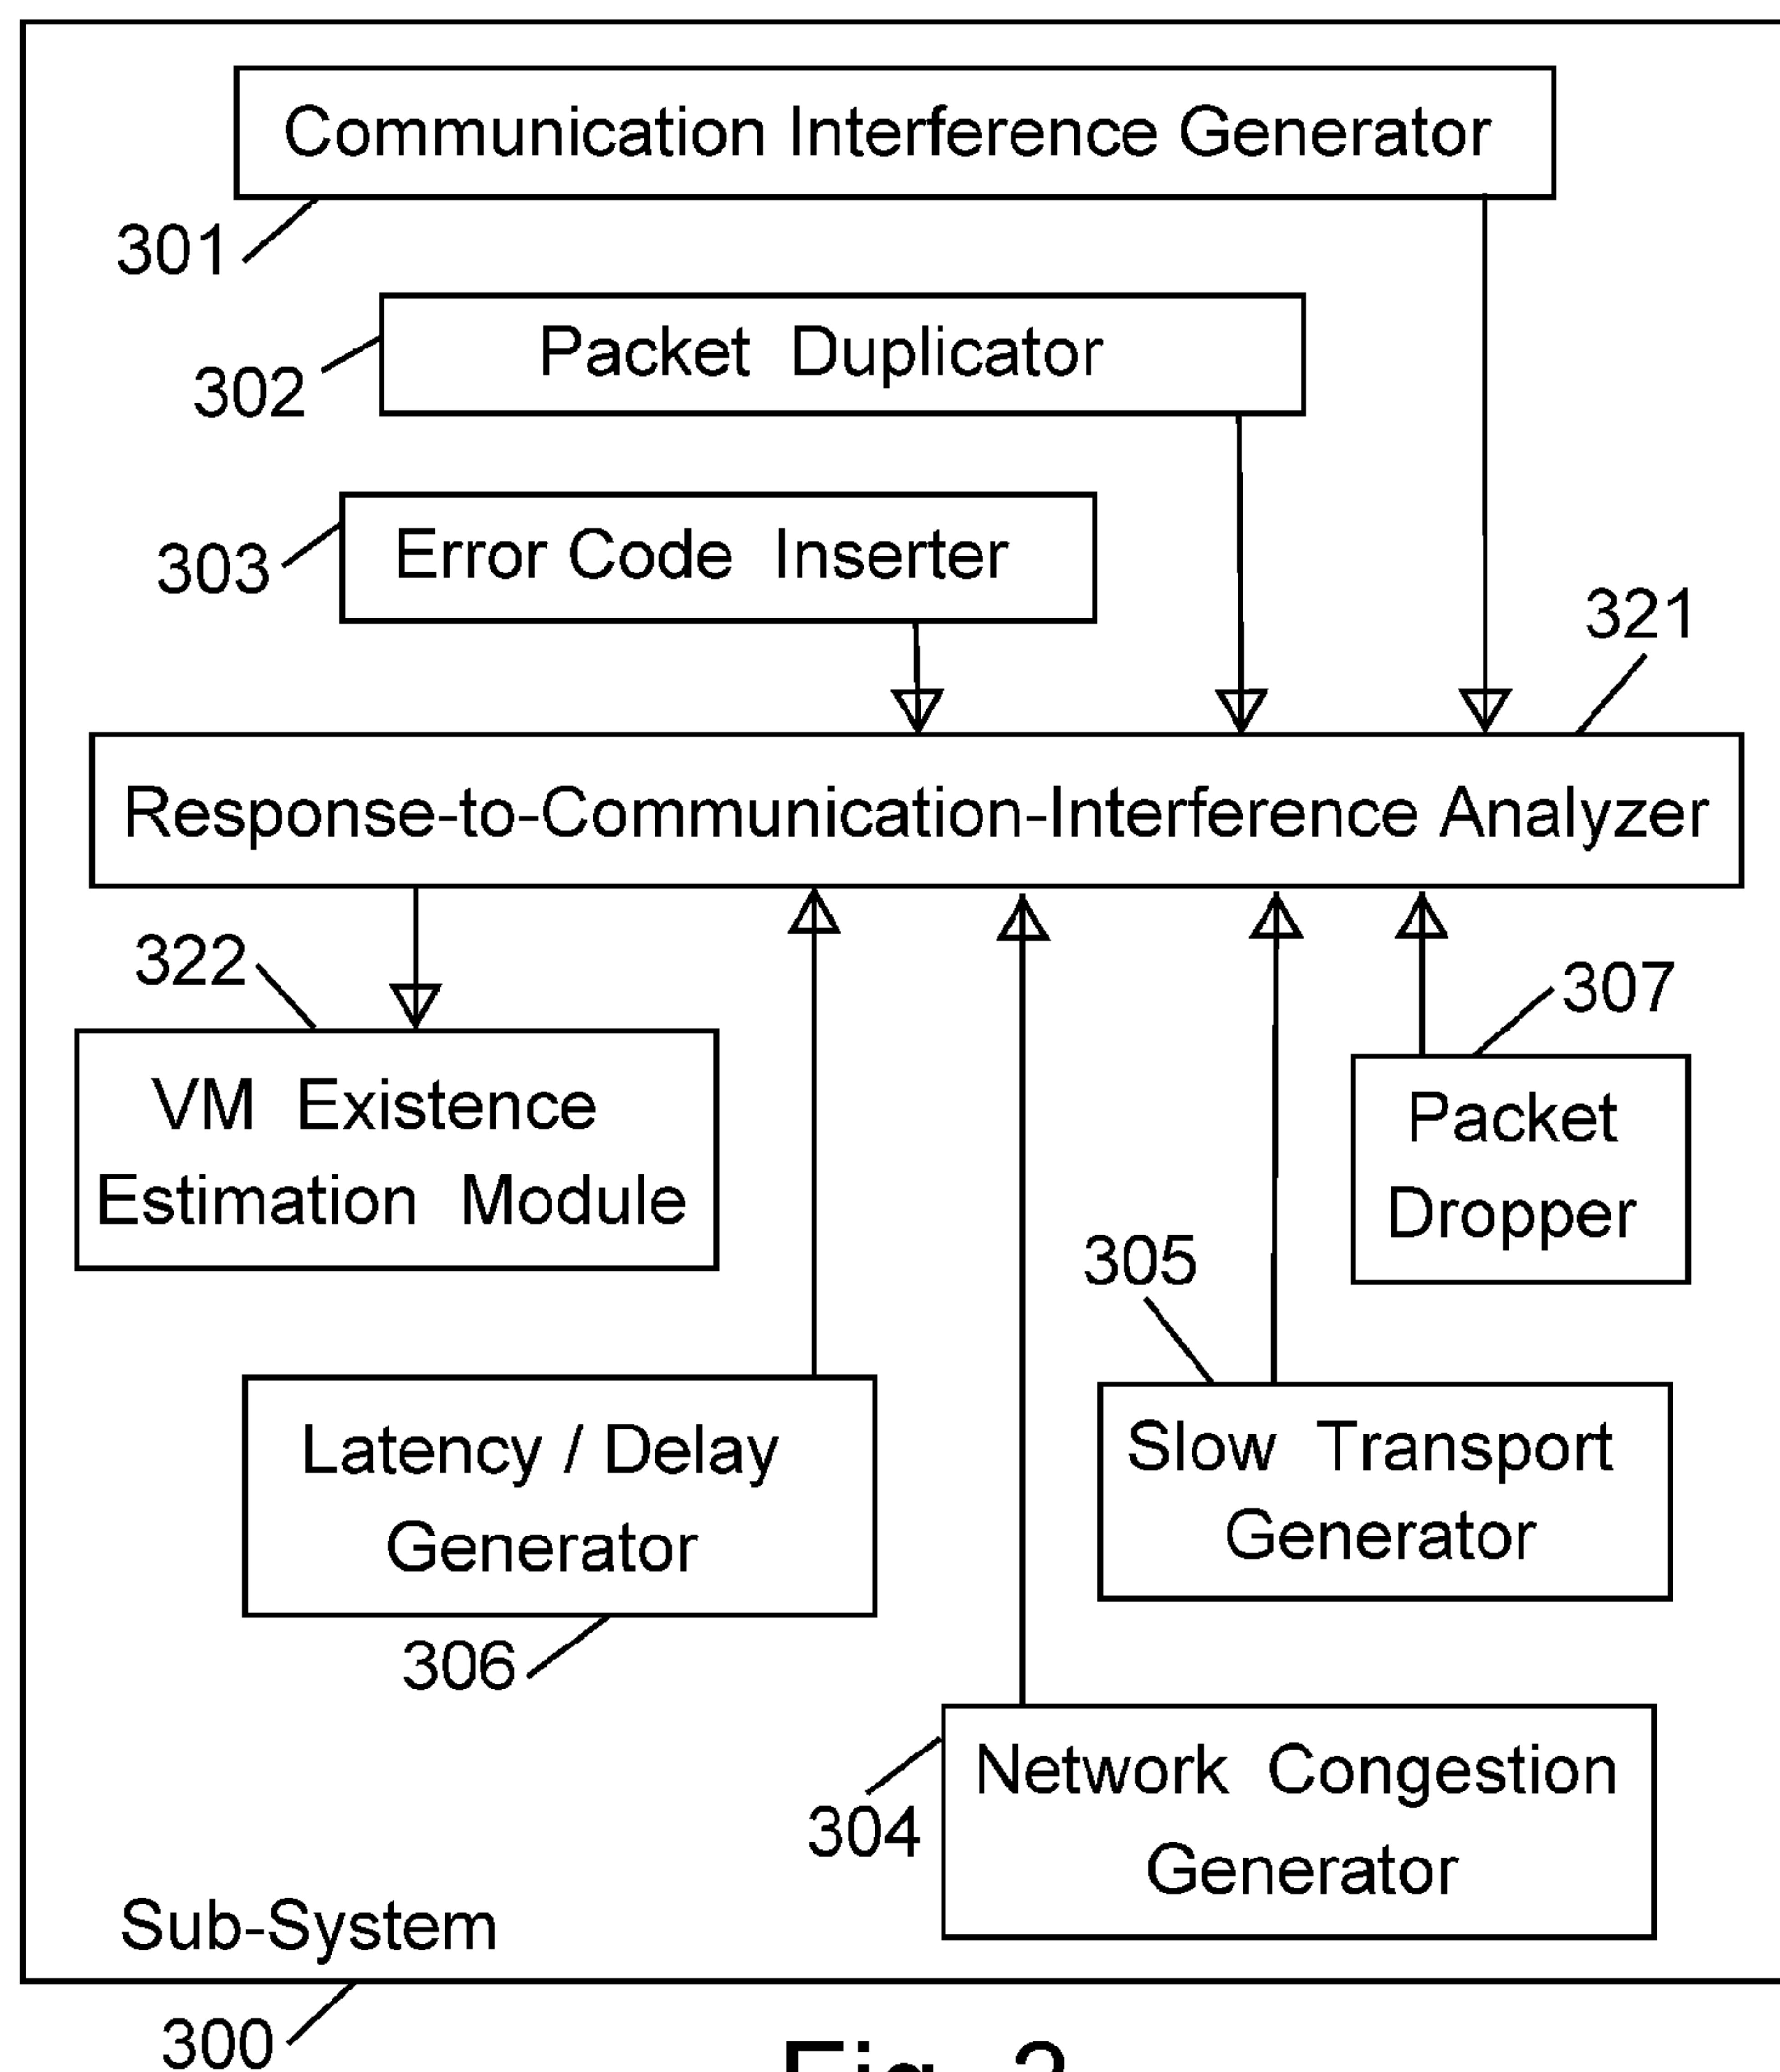 Communication Interference Generator
301
Packet Duplicator
302
Error Code Inserter
303
321
Response-to-Communication-Interference Analyzer
322
307
VM Existence
Estimation Module
Packet
Dropper
305
Latency / Delay
Generator
Slow Transport
Generator
306
Network Congestion
Generator
304
Sub-System
300